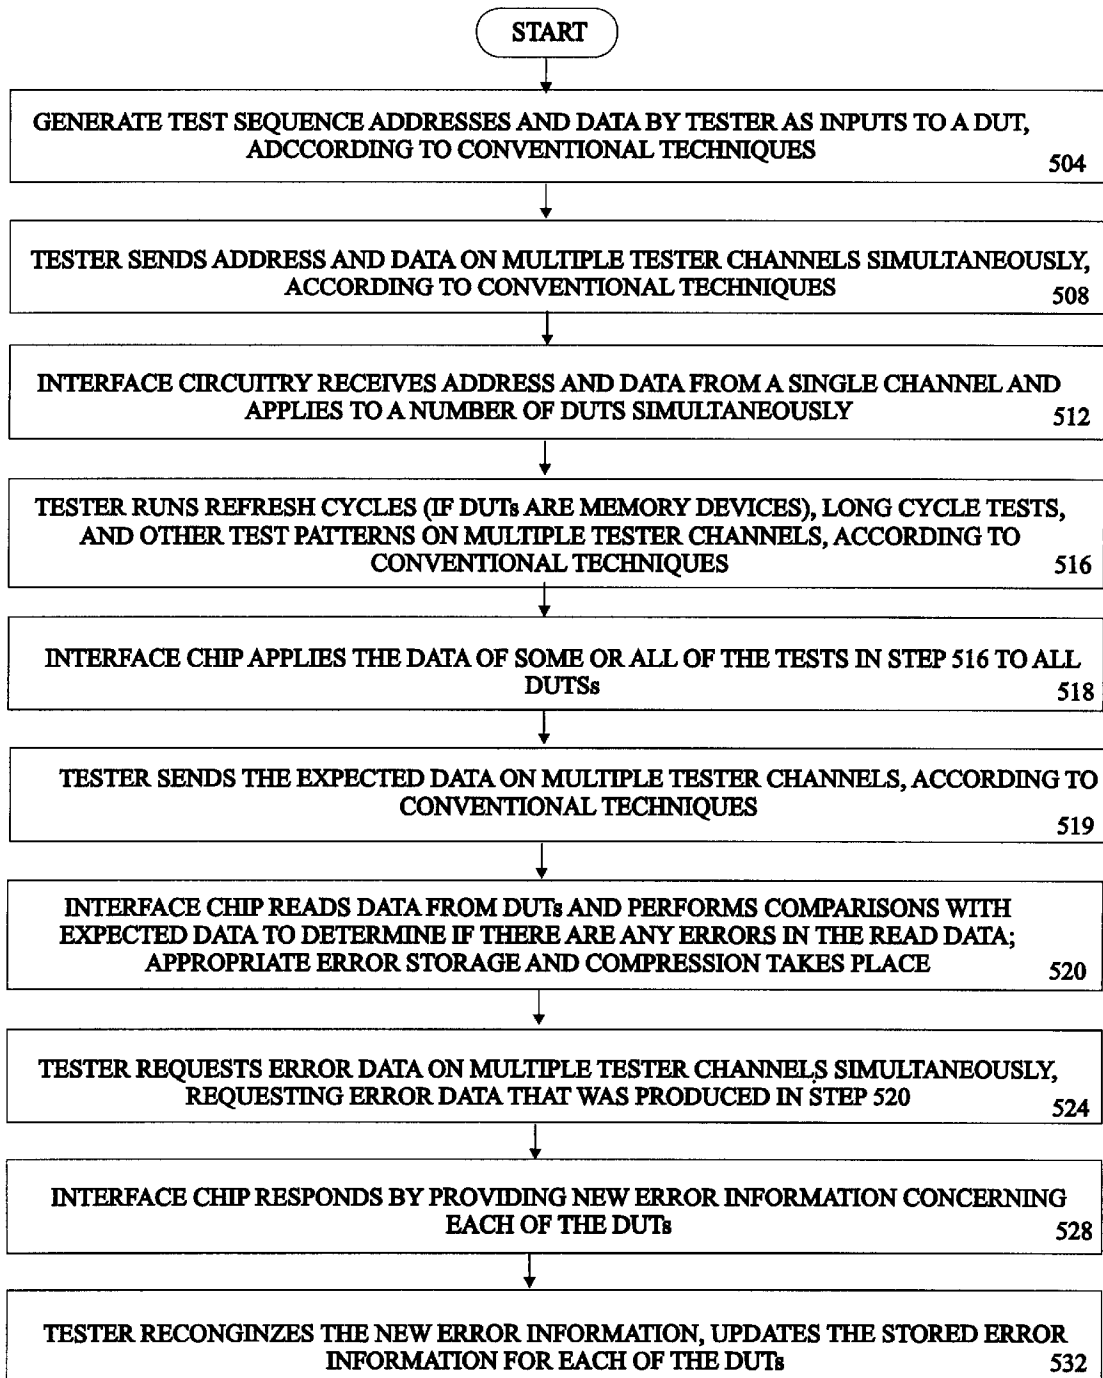 START
GENERATE TEST SEQUENCE ADDRESSES AND DATA BY TESTER AS INPUTS TO A DUT,
ADCCORDING TO CONVENTIONAL TECHNIQUES
504
TESTER SENDS ADDRESS AND DATA ON MULTIPLE TESTER CHANNELS SIMULTANEOUSLY,
ACCORDING TO CONVENTIONAL TECHNIQUES
508
INTERFACE CIRCUITRY RECEIVES ADDRESS AND DATA FROM A SINGLE CHANNEL AND
APPLIES TO A NUMBER OF DUTS SIMULTANEOUSLY
512
TESTER RUNS REFRESH CYCLES (IF DUTs ARE MEMORY DEVICES), LONG CYCLE TESTS,
AND OTHER TEST PATTERNS ON MULTIPLE TESTER CHANNELS, ACCORDING TO
CONVENTIONAL TECHNIQUES
516
INTERFACE CHIP APPLIES THE DATA OF SOME OR ALL OF THE TESTS IN STEP 516 TO ALL
DUTSs
518
TESTER SENDS THE EXPECTED DATA ON MULTIPLE TESTER CHANNELS, ACCORDING TO
CONVENTIONAL TECHNIQUES
519
INTERFACE CHIP READS DATA FROM DUTs AND PERFORMS COMPARISONS WITH
EXPECTED DATA TO DETERMINE IF THERE ARE ANY ERRORS IN THE READ DATA;
APPROPRIATE ERROR STORAGE AND COMPRESSION TAKES PLACE
520
TESTER REQUESTS ERROR DATA ON MULTIPLE TESTER CHANNELS SIMULTANEOUSLY,
REQUESTING ERROR DATA THAT WAS PRODUCED IN STEP 520
524
INTERFACE CHIP RESPONDS BY PROVIDING NEW ERROR INFORMATION CONCERNING
EACH OF THE DUTs
528
TESTER RECONGINZES THE NEW ERROR INFORMATION, UPDATES THE STORED ERROR
INFORMATION FOR EACH OF THE DUTs
532